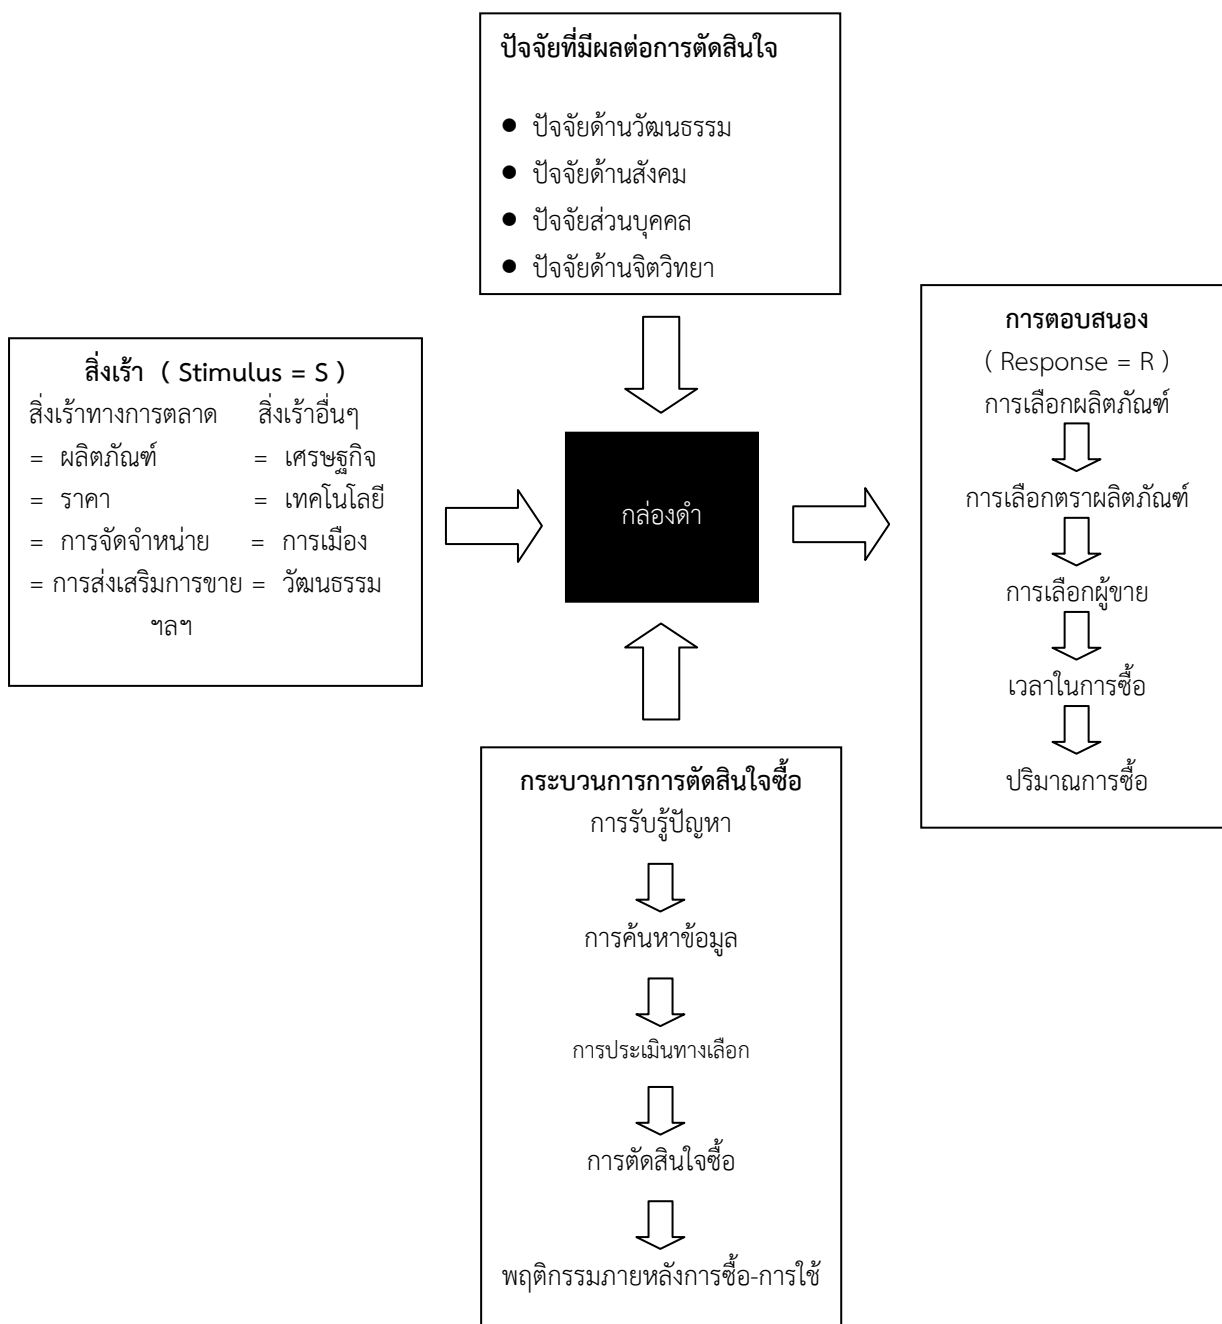 ปัจจัยที่มีผลต่อการตัดสินใจ
● ปัจจัยด้านวัฒนธรรม
● ปัจจัยด้านสังคม
● ปัจจัยส่วนบุคคล
● ปัจจัยด้านจิตวิทยา
สิ่งเร้า ( Stimulus = S )
สิ่งเร้าทางการตลาด สิ่งเร้าอื่นๆ
= ผลิตภัณฑ์ = เศรษฐกิจ
= ราคา = เทคโนโลยี
= การจัดจำหน่าย = การเมือง
= การส่งเสริมการขาย = วัฒนธรรม
ฯลฯ
กล่องดำ
การตอบสนอง
( Response = R )
การเลือกผลิตภัณฑ์
การเลือกตราผลิตภัณฑ์
การเลือกผู้ขาย
เวลาในการซื้อ
ปริมาณการซื้อ
กระบวนการการตัดสินใจซื้อ
การรับรู้ปัญหา
การค้นหาข้อมูล
การประเมินทางเลือก
การตัดสินใจซื้อ
พฤติกรรมภายหลังการซื้อ-การใช้